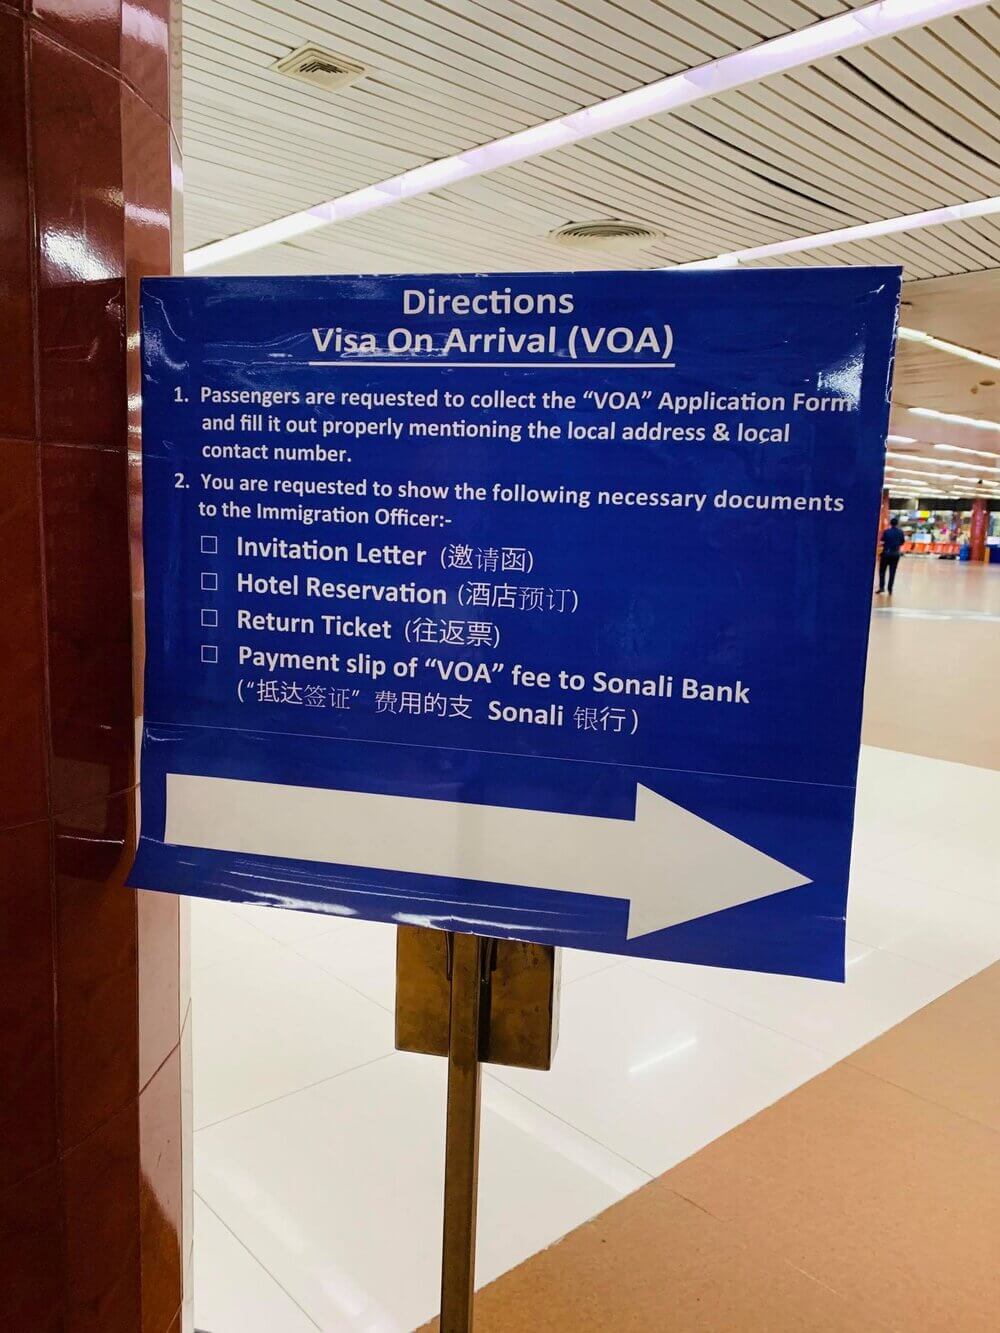 Directions
Visa On Arrival (VOA)
1. Passengers are requested to collect the “VOA” Application Form
and fill it out properly mentioning the local address & local
contact number.
2. You are requested to show the following necessary documents
to the Immigration Officer:-
☐ Invitation Letter (邀请函)
☐ Hotel Reservation (酒店预订)
☐ Return Ticket (往返票)
☐ Payment slip of “VOA” fee to Sonali Bank
(“抵达签证” 费用的支 Sonali 银行)